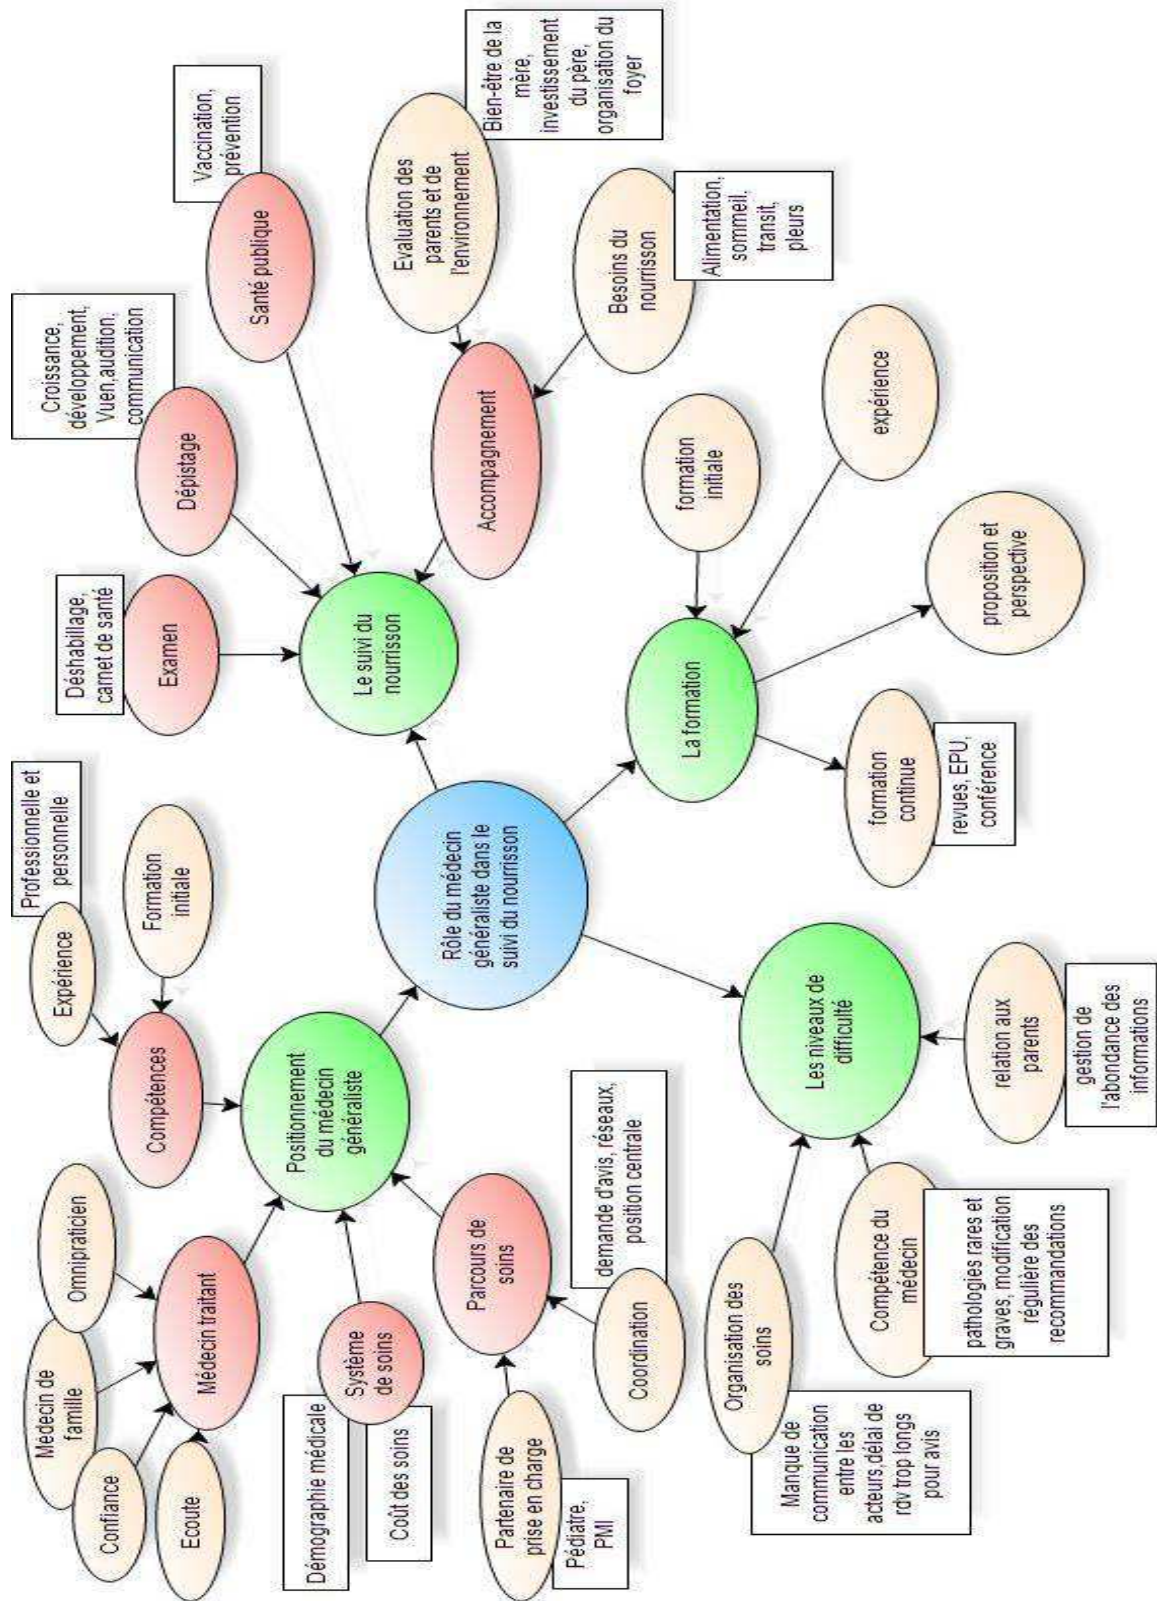 Médecin de
famille
Omnipraticien
Confiance
Ecoute
Médecin traitant
Expérience
Professionnelle et
personnelle
Formation
initiale
Compétences
Positionnement
du médecin
généraliste
Démographie médicale
Système
de soins
Coût des soins
Parcours de
soins
Partenaire de
prise en charge
Pédiatre,
PMI
Coordination
demande d'avis, réseaux,
position centrale
Rôle du médecin
généraliste dans le
suivi du nourrisson
Déshabillage,
carnet de santé
Examen
Croissance,
développement,
Vuen,audition,
communication
Dépistage
Vaccination,
prévention
Santé publique
Le suivi du
nourrisson
Accompagnement
Evaluation des
parents et de
l'environnement
Bien-être de la
mère,
investissement
du père,
organisation du
foyer
Besoins du
nourrisson
Alimentation,
sommeil,
transit,
pleurs
La formation
formation
initiale
expérience
proposition et
perspective
formation
continue
revues, EPU,
conférence
Les niveaux de
difficulté
Organisation des
soins
Manque de
communication
entre les
acteurs,délai de
rdv trop longs
pour avis
Compétence du
médecin
pathologies rares et
graves, modification
régulière des
recommandations
relation aux
parents
gestion de
l'abondance des
informations